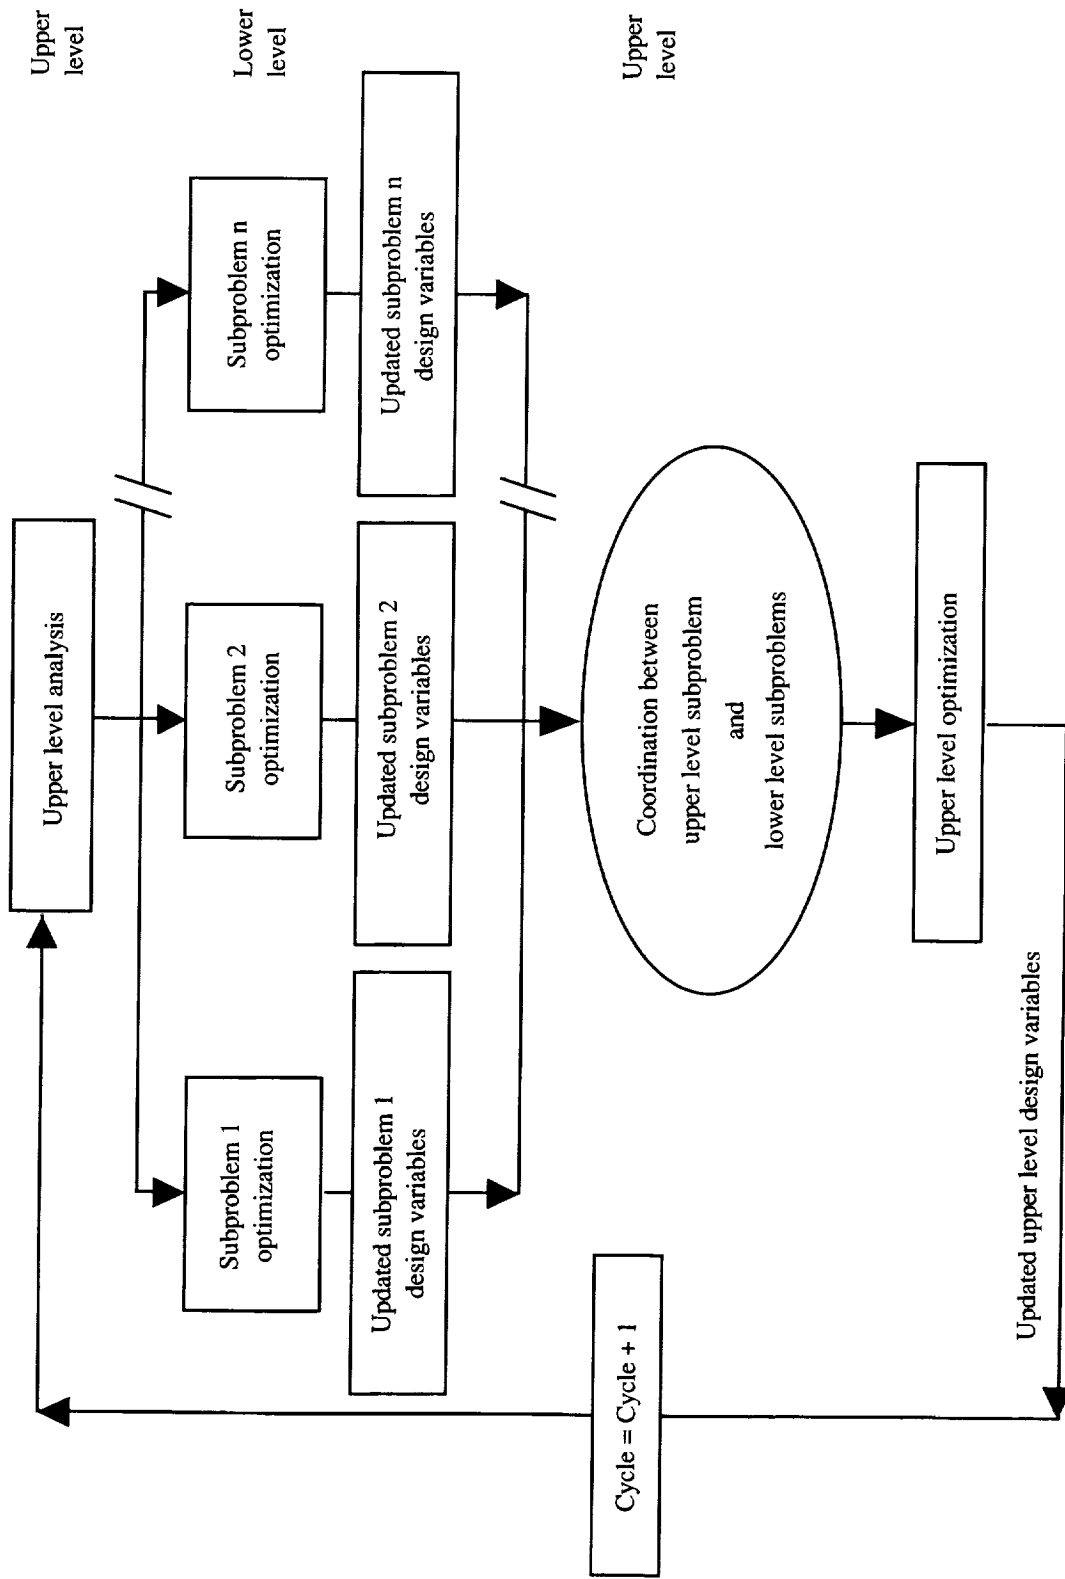 Upper level analysis
Upper
level
Subproblem 1
optimization
Subproblem 2
optimization
Subproblem n
optimization
Lower
level
Updated subproblem 1
design variables
Updated subproblem 2
design variables
Updated subproblem n
design variables
Cycle = Cycle + 1
Coordination between
upper level subproblem
and
lower level subproblems
Upper
level
Upper level optimization
Updated upper level design variables